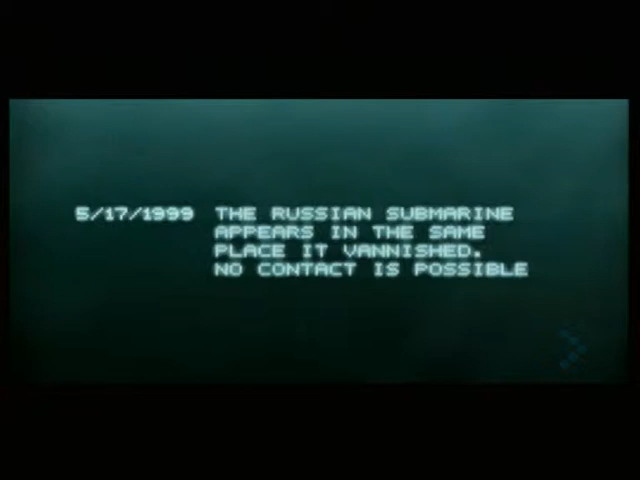 5/17/1999 THE RUSSIAN SUBMARINE
APPEARS IN THE SAME
PLACE IT VANNISHED.
NO CONTACT IS POSSIBLE